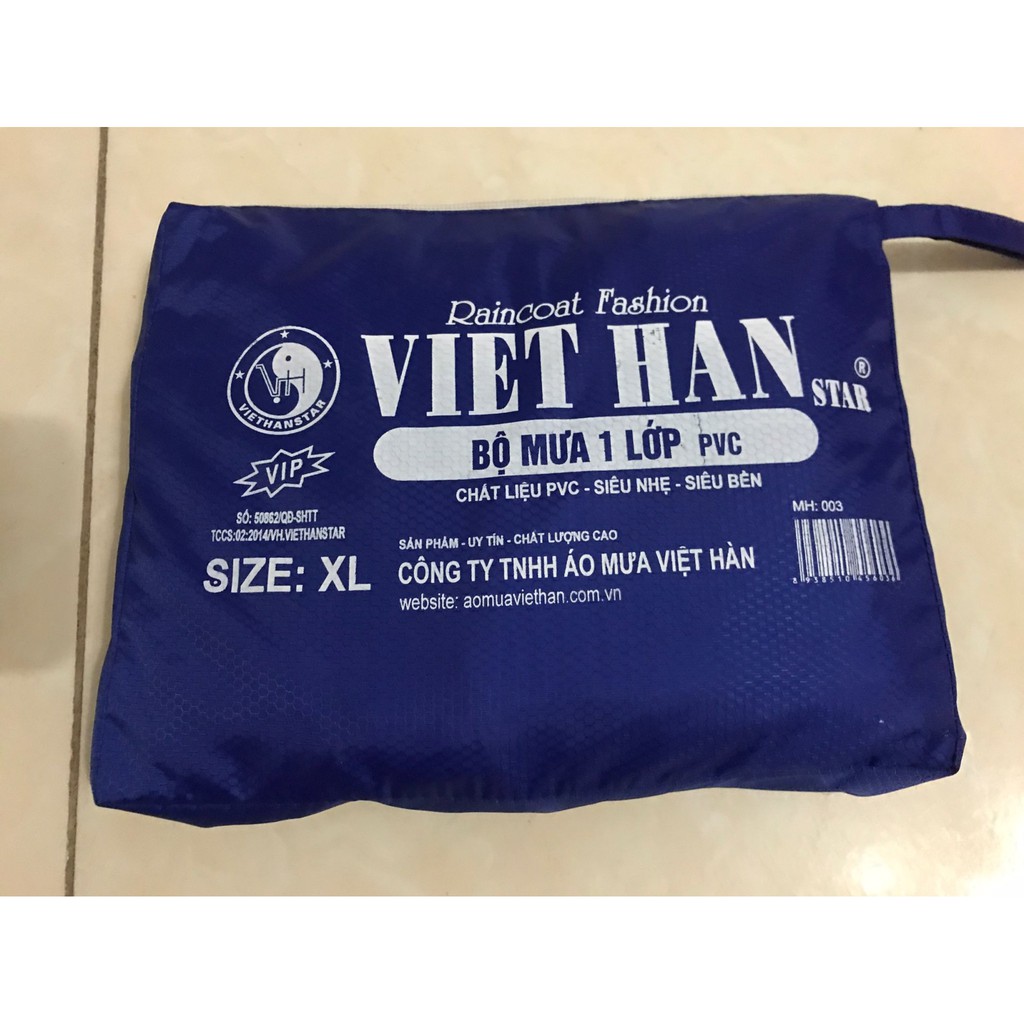 Raincoat Fashion
VIET HAN STAR ®
VH
VIETHANSTAR
BỘ MƯA 1 LỚP PVC
VIP
CHẤT LIỆU PVC - SIÊU NHẸ - SIÊU BỀN
SỐ: 50862/QĐ-SHTT
TCCS:02:2014/VH.VIETHANSTAR
MH: 003
SẢN PHẨM - UY TÍN - CHẤT LƯỢNG CAO
SIZE: XL
CÔNG TY TNHH ÁO MƯA VIỆT HÀN
website: aomuaviethan.com.vn